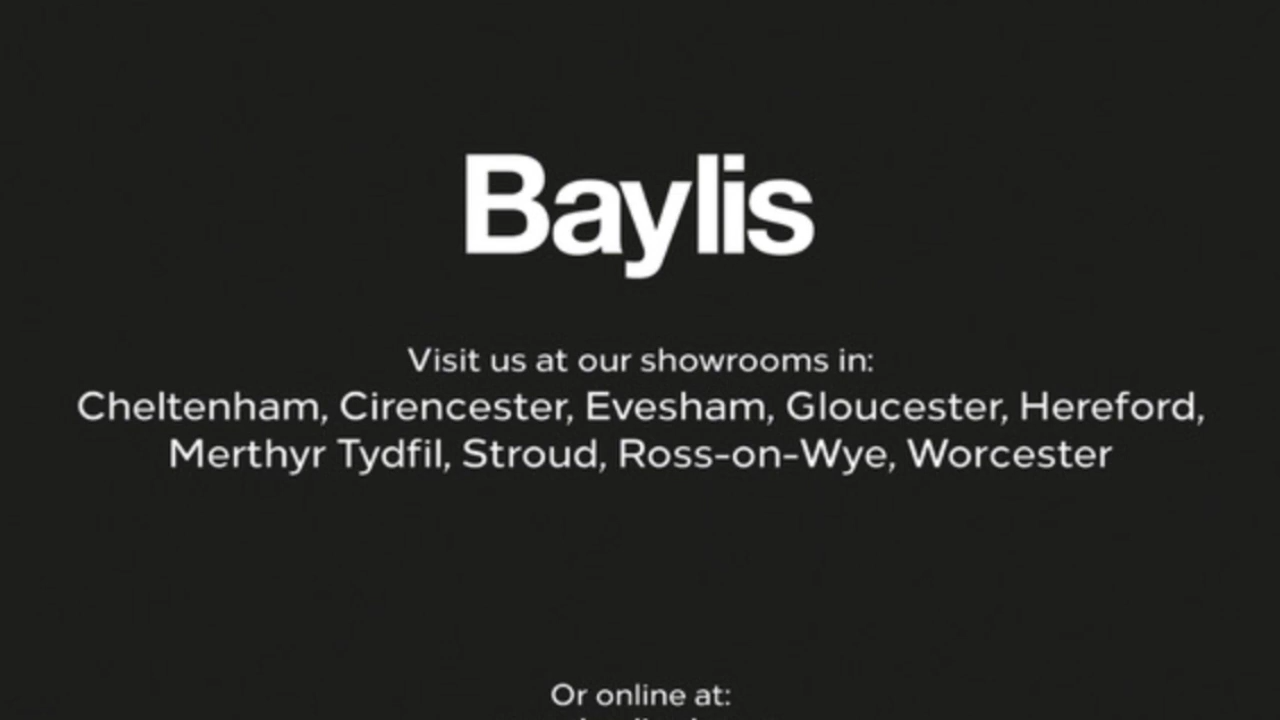 Baylis
Visit us at our showrooms in:
Cheltenham, Cirencester, Evesham, Gloucester, Hereford,
Merthyr Tydfil, Stroud, Ross-on-Wye, Worcester
Or online at: